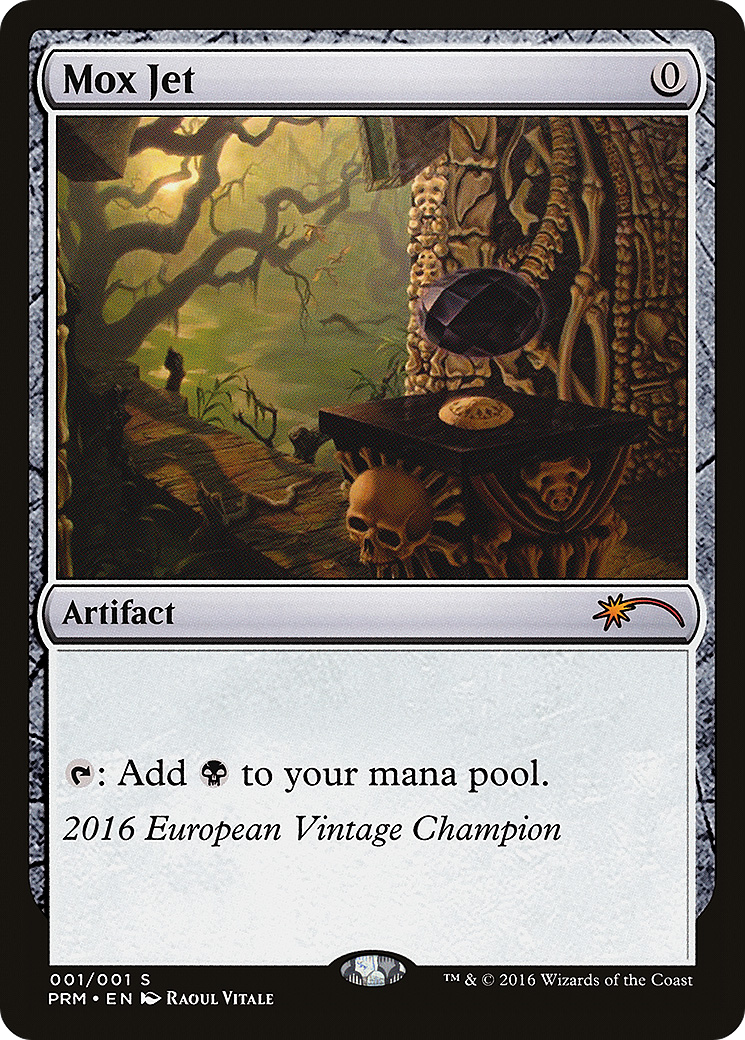 Mox Jet
0
Artifact
: Add to your mana pool.
2016 European Vintage Champion
001/001 S
PRM • EN Raoul Vitale
™ & © 2016 Wizards of the Coast